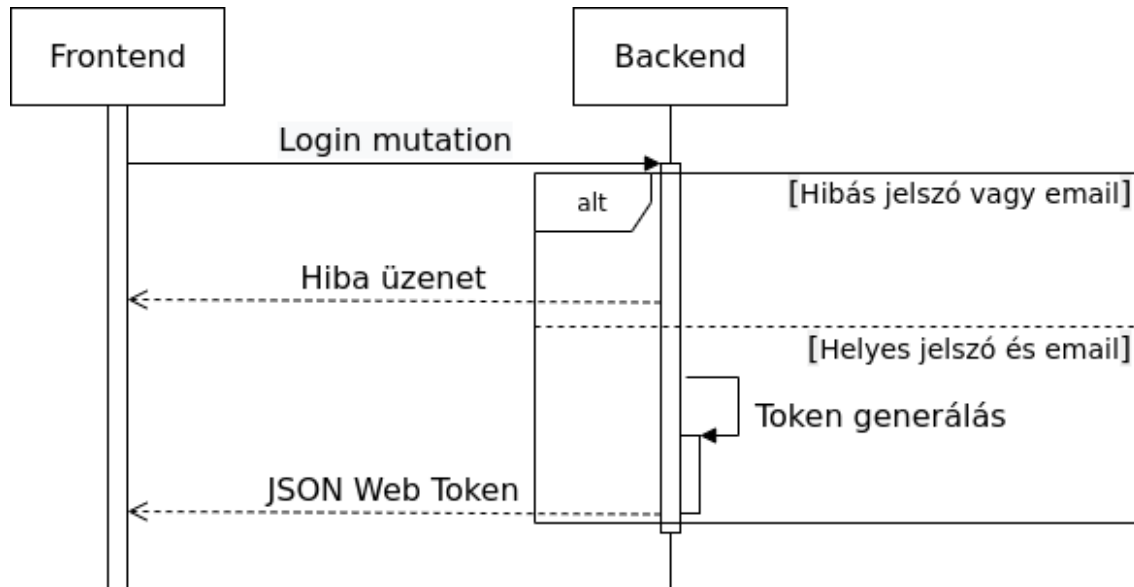 Frontend
Backend
Login mutation
alt
[Hibás jelszó vagy email]
Hiba üzenet
[Helyes jelszó és email]
Token generálás
JSON Web Token